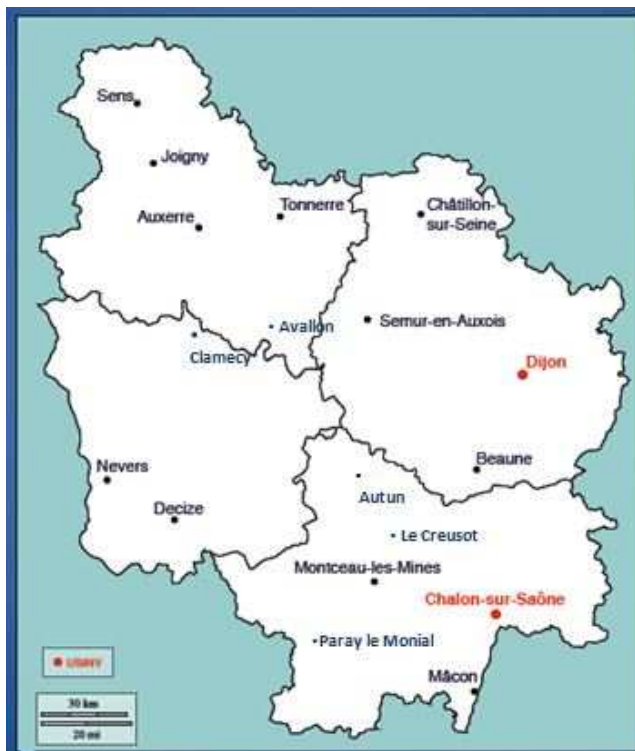 Sens
Joigny
Auxerre
Tonnerre
Châtillon-
sur-Seine
Semur-en-Auxois
Avallon
Clamecy
Dijon
Nevers
Decize
Beaune
Autun
Le Creusot
Montceau-les-Mines
Chalon-sur-Saône
Paray le Monial
Mâcon
30 km
20 mi